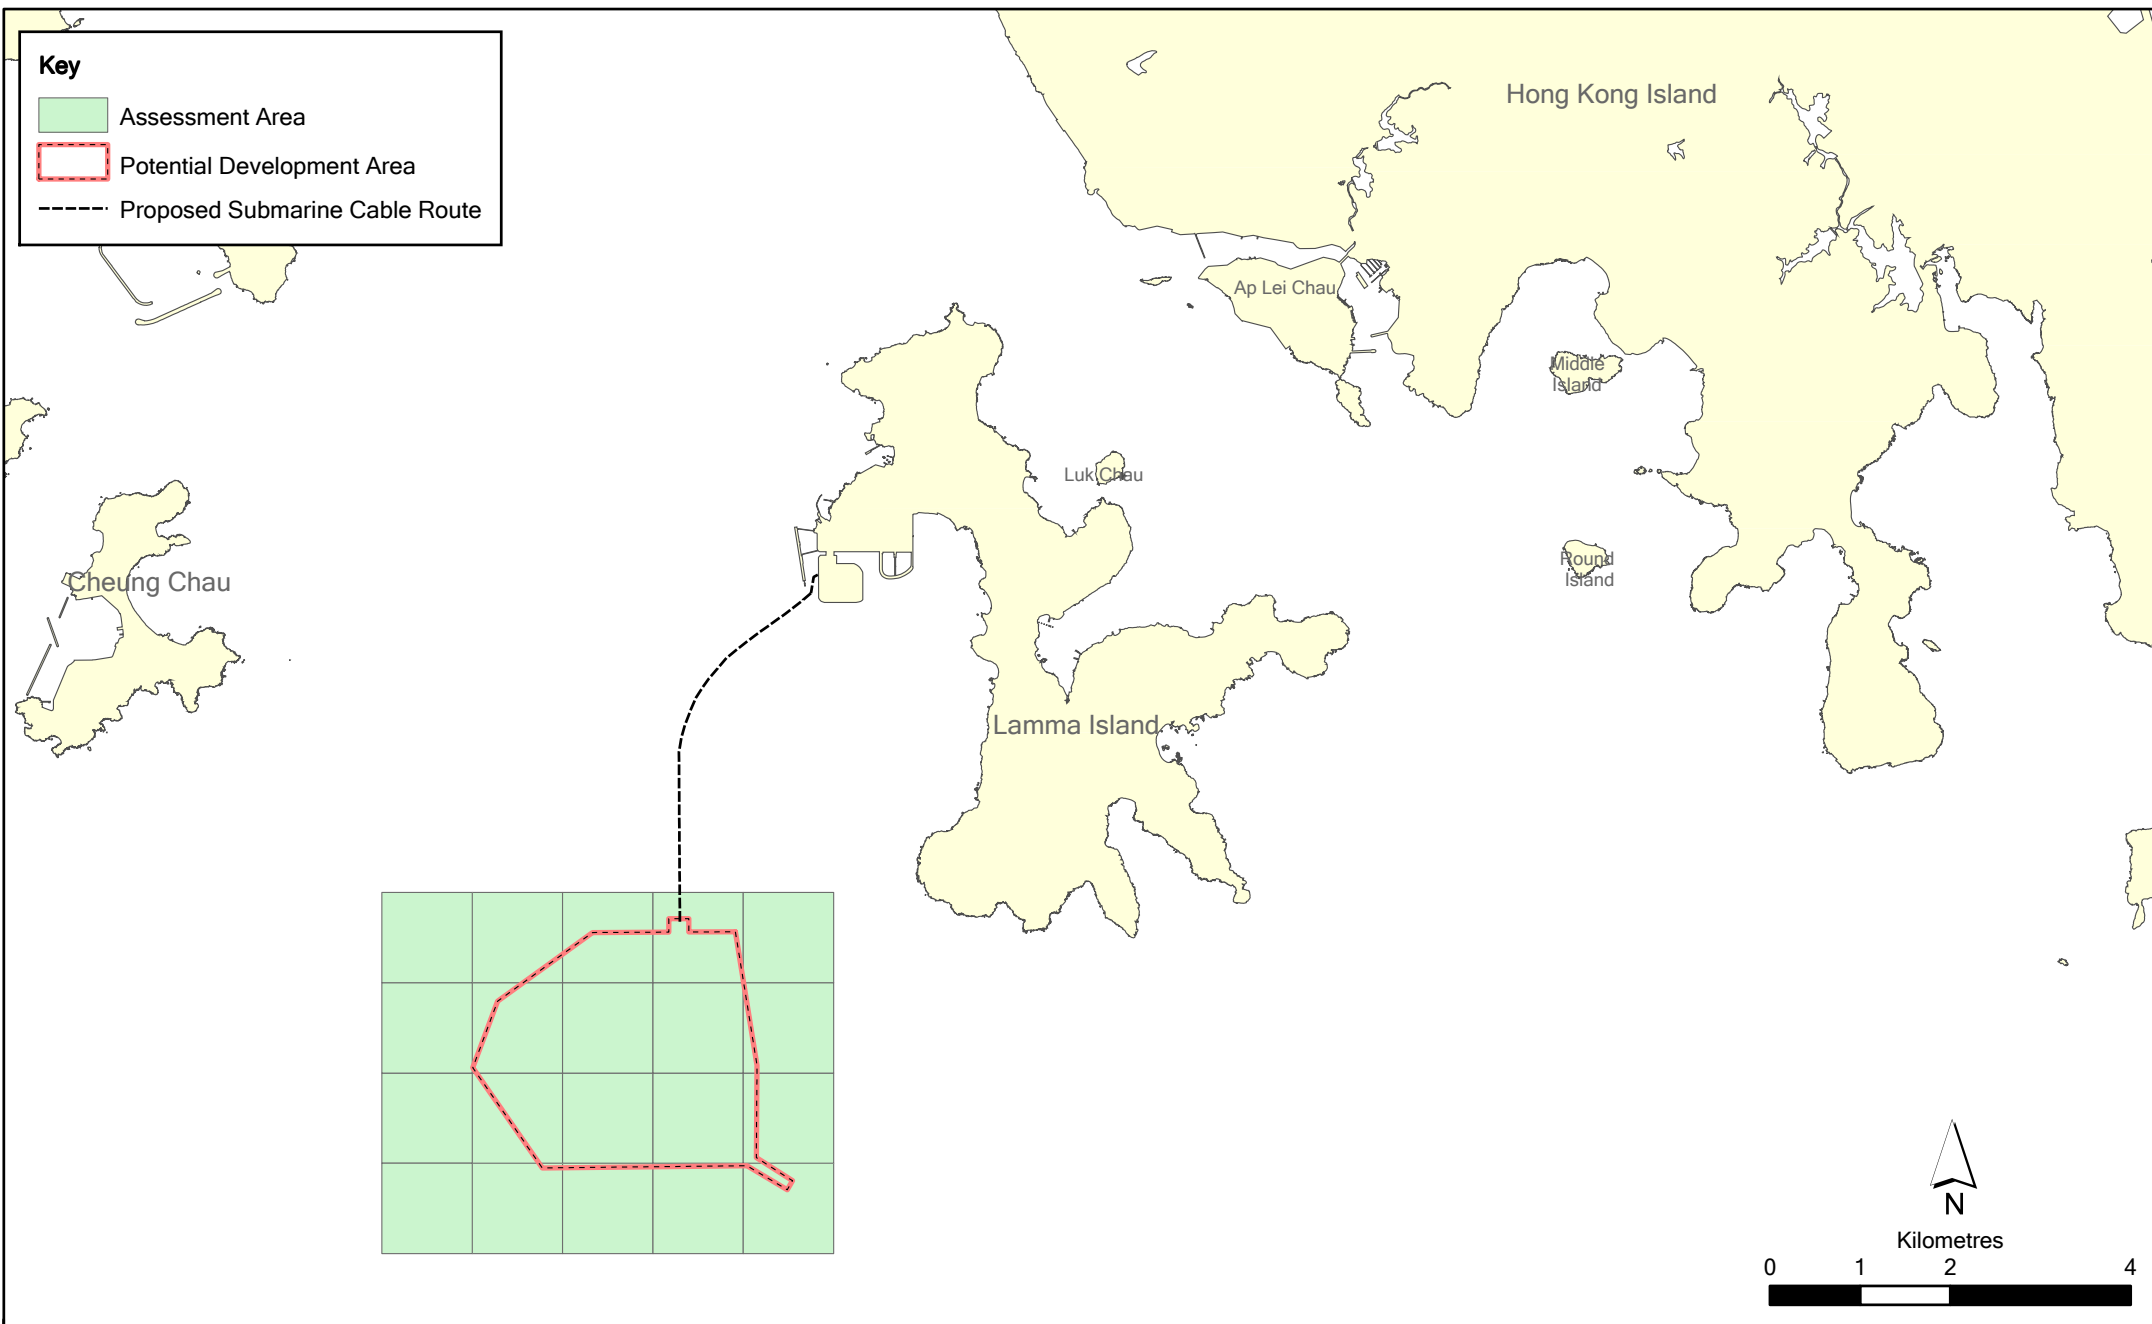 Key
Assessment Area
Potential Development Area
Proposed Submarine Cable Route
Hong Kong Island
Ap Lei Chau
Middle
Island
Luk Chau
Round
Island
Cheung Chau
Lamma Island
N
Kilometres
0 1 2 4